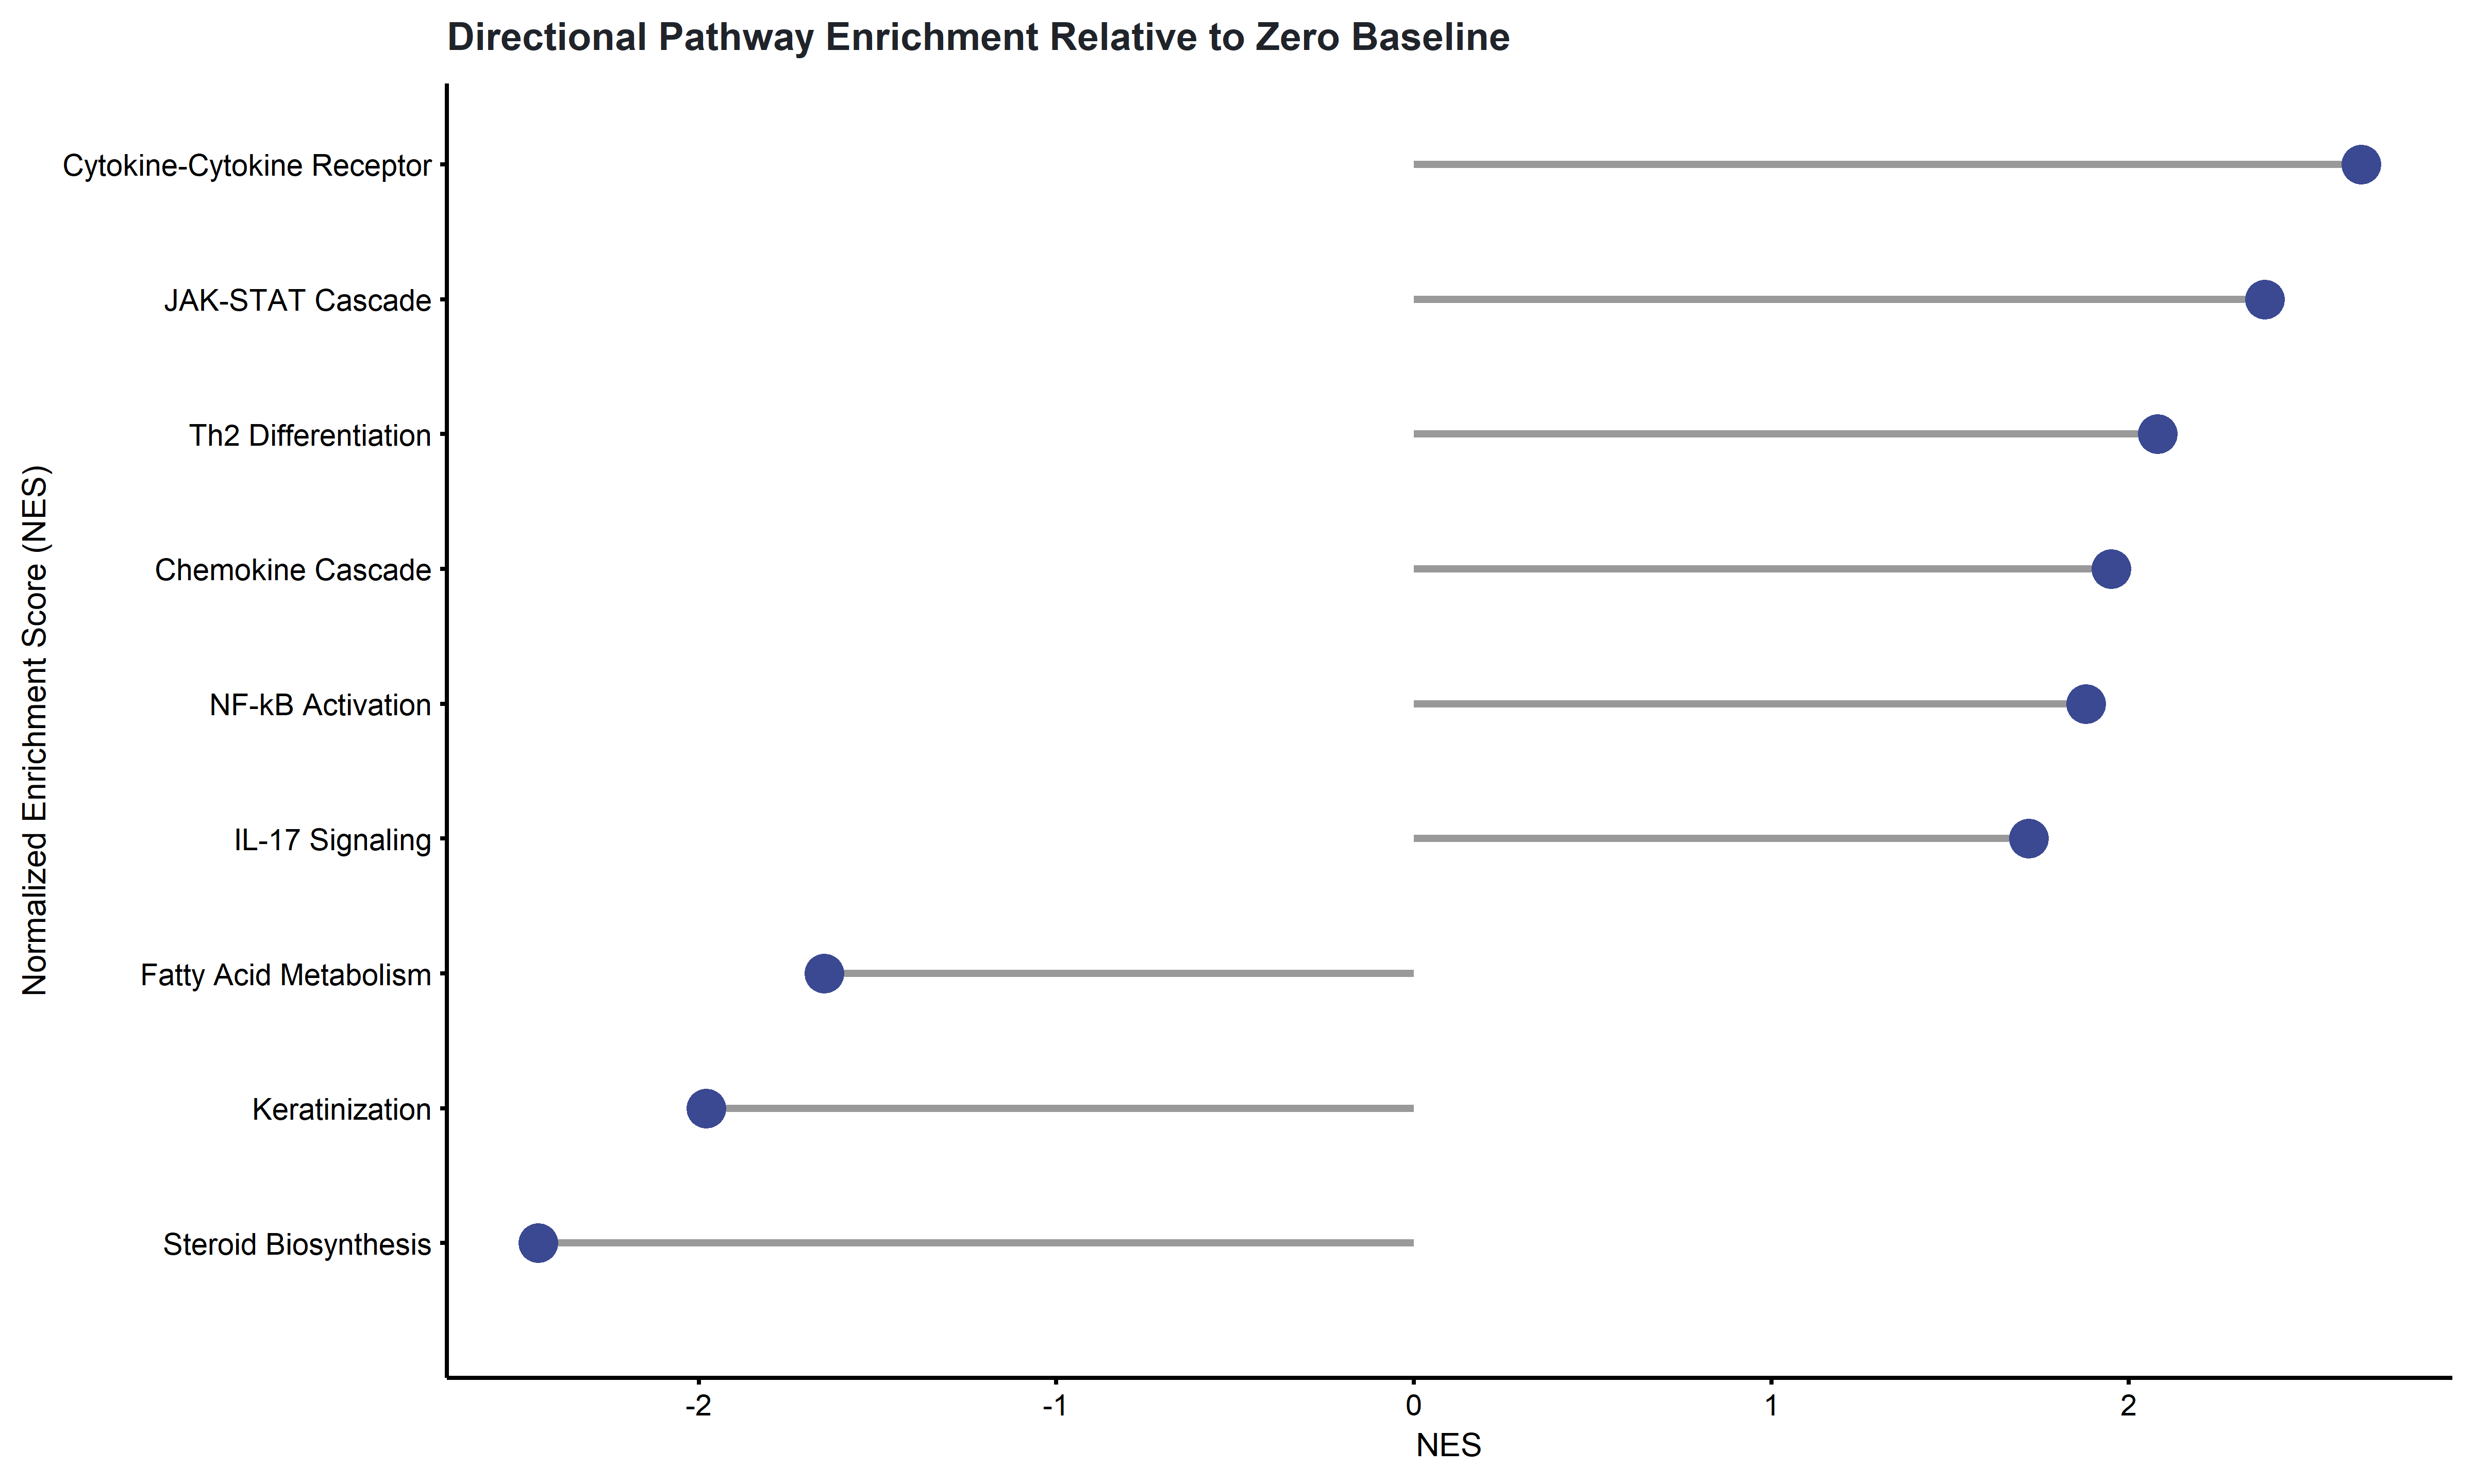 Directional Pathway Enrichment Relative to Zero Baseline
Normalized Enrichment Score (NES)
Cytokine-Cytokine Receptor
JAK-STAT Cascade
Th2 Differentiation
Chemokine Cascade
NF-kB Activation
IL-17 Signaling
Fatty Acid Metabolism
Keratinization
Steroid Biosynthesis
-2 -1 0 1 2
NES